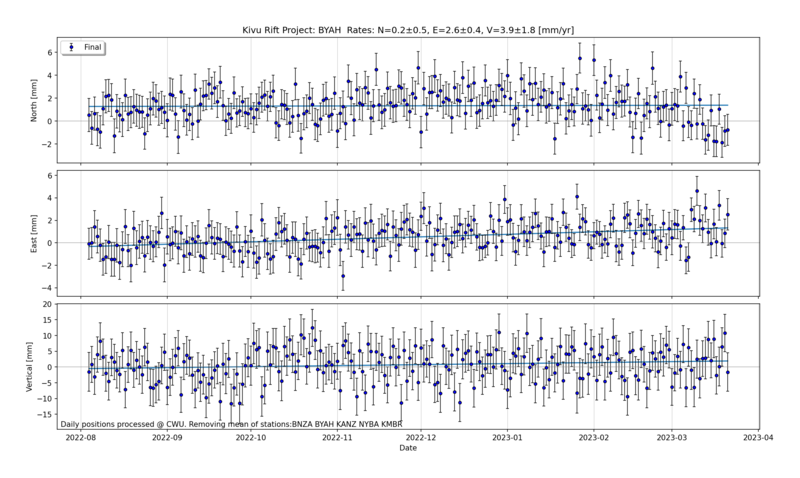 Kivu Rift Project: BYAH Rates: N=0.2±0.5, E=2.6±0.4, V=3.9±1.8 [mm/yr]
Final
North [mm]
6
4
2
0
−2
East [mm]
6
4
2
0
−2
−4
Vertical [mm]
20
15
10
5
0
−5
−10
−15
Daily positions processed @ CWU. Removing mean of stations:BNZA BYAH KANZ NYBA KMBR
2022-08 2022-09 2022-10 2022-11 2022-12 2023-01 2023-02 2023-03 2023-04
Date